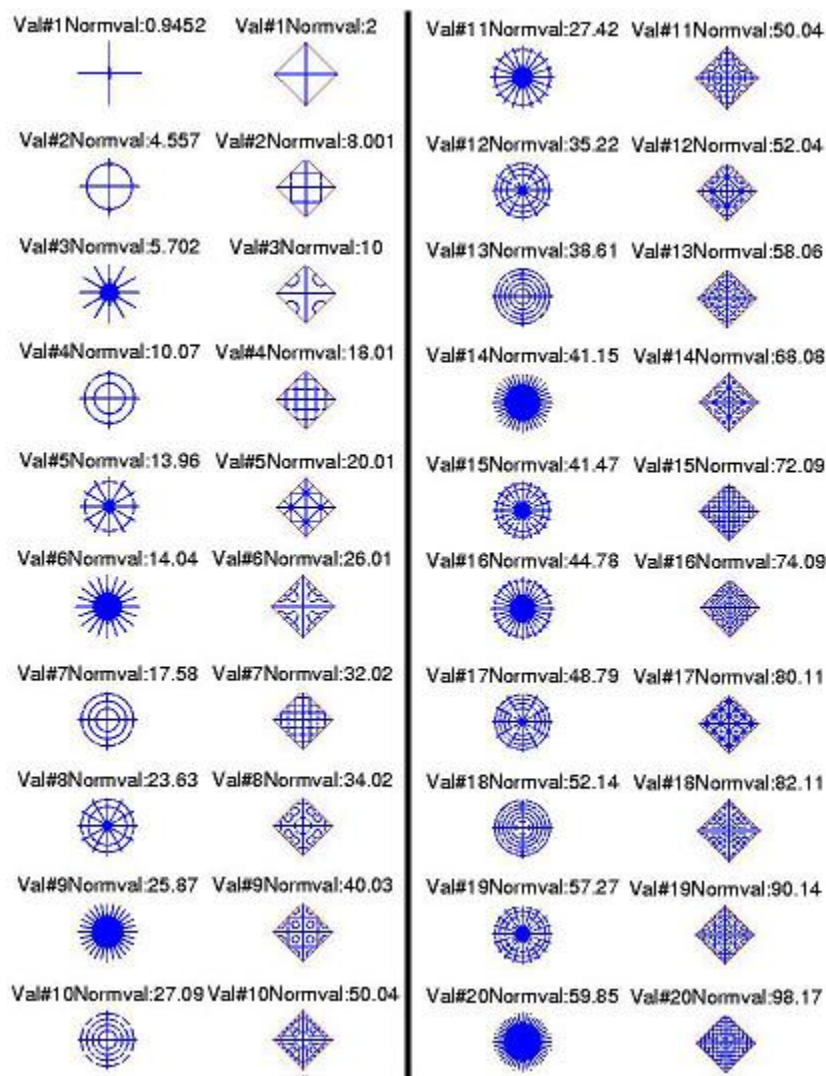 Val#1Normval:0.9452 Val#1Normval:2
Val#2Normval:4.557 Val#2Normval:8.001
Val#3Normval:5.702 Val#3Normval:10
Val#4Normval:10.07 Val#4Normval:18.01
Val#5Normval:13.96 Val#5Normval:20.01
Val#6Normval:14.04 Val#6Normval:26.01
Val#7Normval:17.58 Val#7Normval:32.02
Val#8Normval:23.63 Val#8Normval:34.02
Val#9Normval:25.87 Val#9Normval:40.03
Val#10Normval:27.09 Val#10Normval:50.04
Val#11Normval:27.42 Val#11Normval:50.04
Val#12Normval:35.22 Val#12Normval:52.04
Val#13Normval:38.61 Val#13Normval:58.06
Val#14Normval:41.15 Val#14Normval:68.08
Val#15Normval:41.47 Val#15Normval:72.09
Val#16Normval:44.78 Val#16Normval:74.09
Val#17Normval:48.79 Val#17Normval:80.11
Val#18Normval:52.14 Val#18Normval:82.11
Val#19Normval:57.27 Val#19Normval:90.14
Val#20Normval:59.85 Val#20Normval:98.17